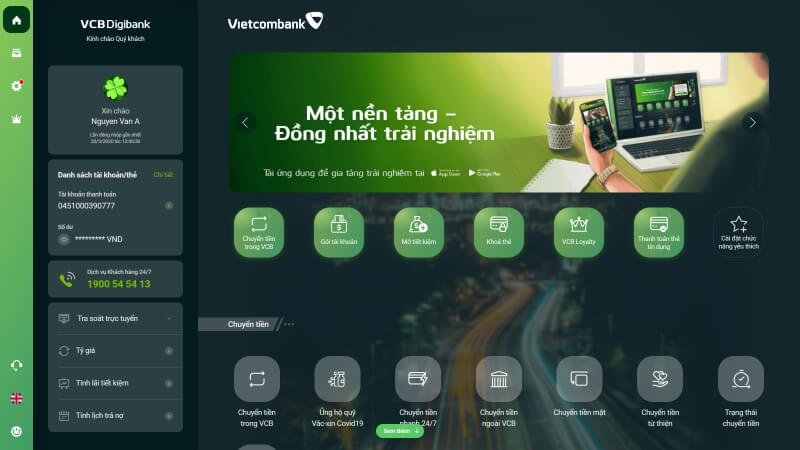 VCB Digibank
Kính chào Quý khách
Xin chào
Nguyen Van A
Lần đăng nhập gần nhất
20/3/2020 lúc 13:45:30
Danh sách tài khoản/thẻ
Chi tiết
Tài khoản thanh toán
0451000390777
Số dư
********* VND
Dịch vụ Khách hàng 24/7
1900 54 54 13
Tra soát trực tuyến
Tỷ giá
Tính lãi tiết kiệm
Tính lịch trả nợ
Vietcombank
Một nền tảng –
Đồng nhất trải nghiệm
Tải ứng dụng để gia tăng trải nghiệm tại
App Store
Google Play
Chuyển tiền
trong VCB
Gói tài khoản
Mở tiết kiệm
Khoá thẻ
VCB Loyalty
Thanh toán thẻ
tín dụng
Cài đặt chức
năng yêu thích
Chuyển tiền
Chuyển tiền
trong VCB
Ủng hộ quỹ
Vắc-xin Covid19
Chuyển tiền
nhanh 24/7
Chuyển tiền
ngoài VCB
Chuyển tiền mặt
Chuyển tiền
từ thiện
Trạng thái
chuyển tiền
Xem thêm